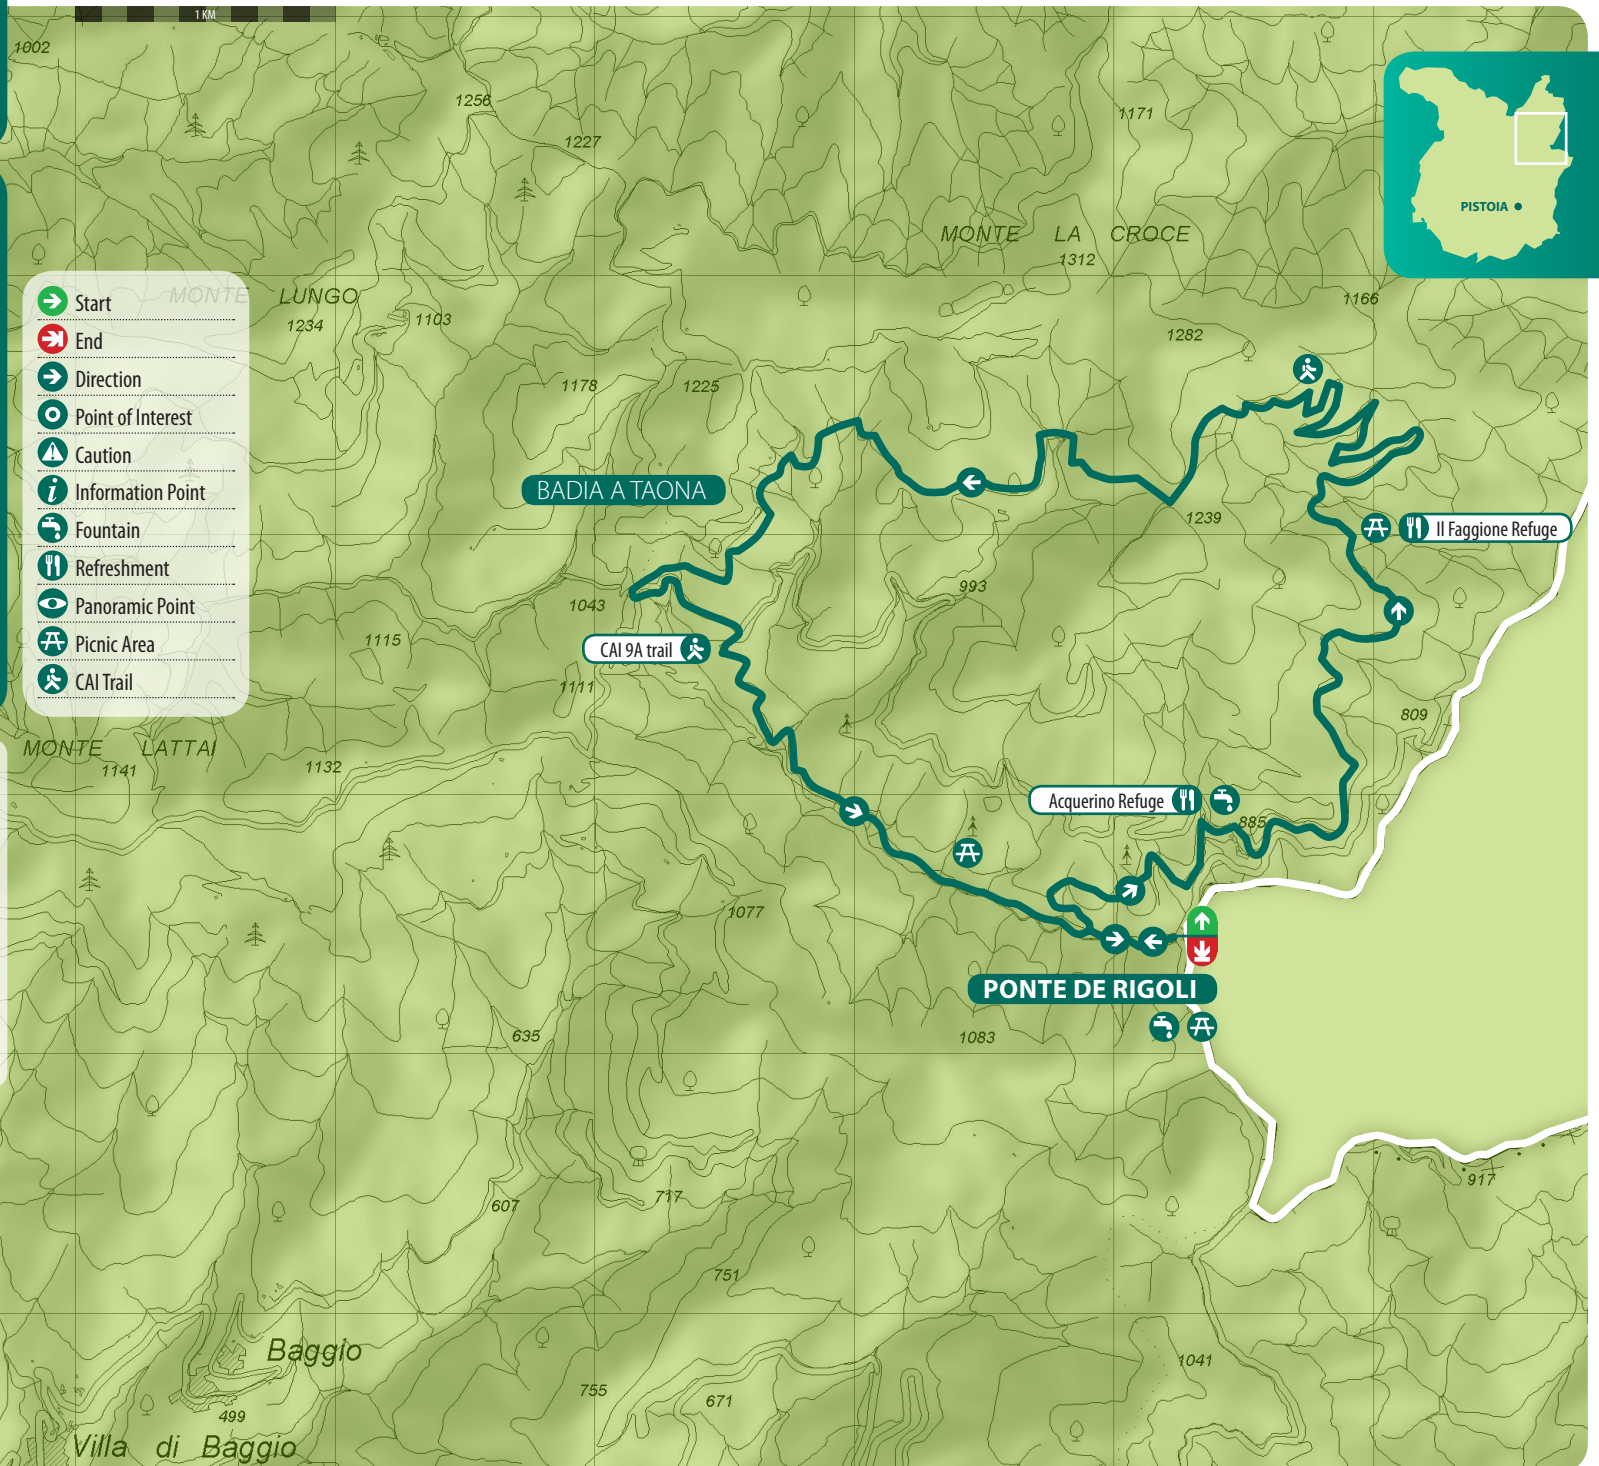 1 KM
1002
1256
1227
1171
PISTOIA
MONTE LA CROCE
1312
MONTE LUNGO
1234
1103
1166
1282
1178
1225
Start
End
Direction
Point of Interest
Caution
Information Point
Fountain
Refreshment
Panoramic Point
Picnic Area
CAI Trail
BADIA A TAONA
1239
Il Faggione Refuge
993
1043
1115
CAI 9A trail
1111
809
MONTE LATTAI
1141
1132
Acquerino Refuge
885
1077
PONTE DE RIGOLI
635
1083
917
607
717
751
Baggio
1041
755
671
499
Villa di Baggio